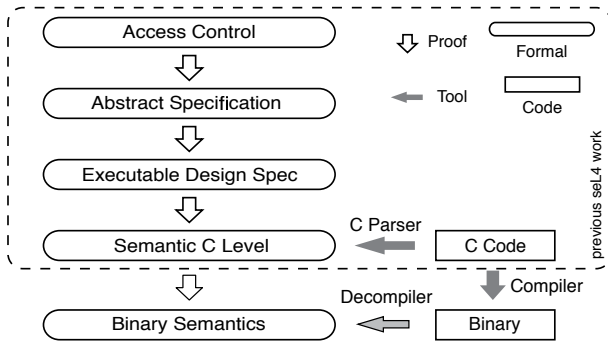 Access Control
Proof
Formal
Abstract Specification
Tool
Code
Executable Design Spec
previous seL4 work
C Parser
Semantic C Level
C Code
Compiler
Decompiler
Binary Semantics
Binary